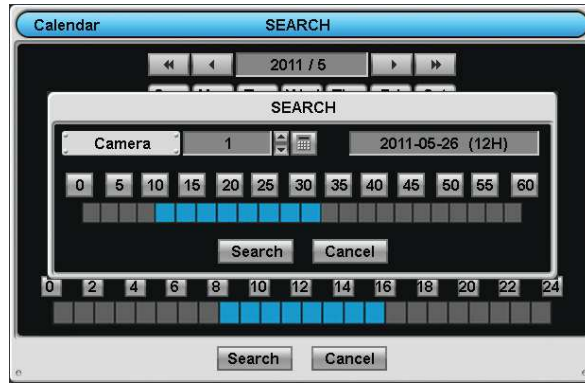 Calendar SEARCH
2011 / 5
SEARCH
Camera 1 2011-05-26 (12H)
0 5 10 15 20 25 30 35 40 45 50 55 60
Search Cancel
0 2 4 6 8 10 12 14 16 18 20 22 24
Search Cancel